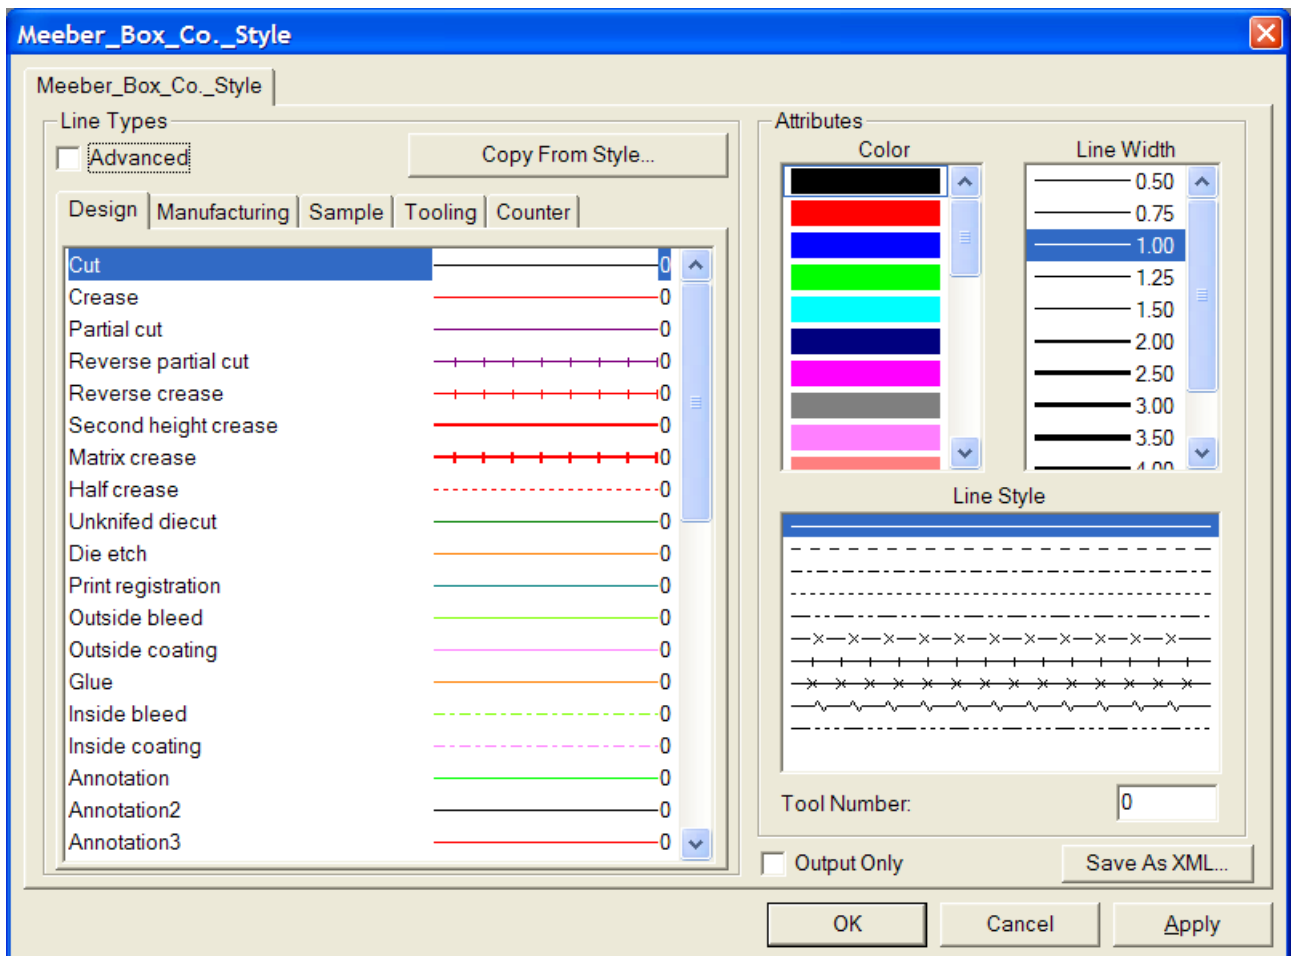 Meeber_Box_Co._Style
Meeber_Box_Co._Style
Line Types
Advanced
Copy From Style...
Design Manufacturing Sample Tooling Counter
Cut 0
Crease 0
Partial cut 0
Reverse partial cut 0
Reverse crease 0
Second height crease 0
Matrix crease 0
Half crease 0
Unknifed diecut 0
Die etch 0
Print registration 0
Outside bleed 0
Outside coating 0
Glue 0
Inside bleed 0
Inside coating 0
Annotation 0
Annotation2 0
Annotation3 0
Attributes
Color
Line Width
0.50
0.75
1.00
1.25
1.50
2.00
2.50
3.00
3.50
4.00
Line Style
Tool Number: 0
Output Only
Save As XML...
OK Cancel Apply